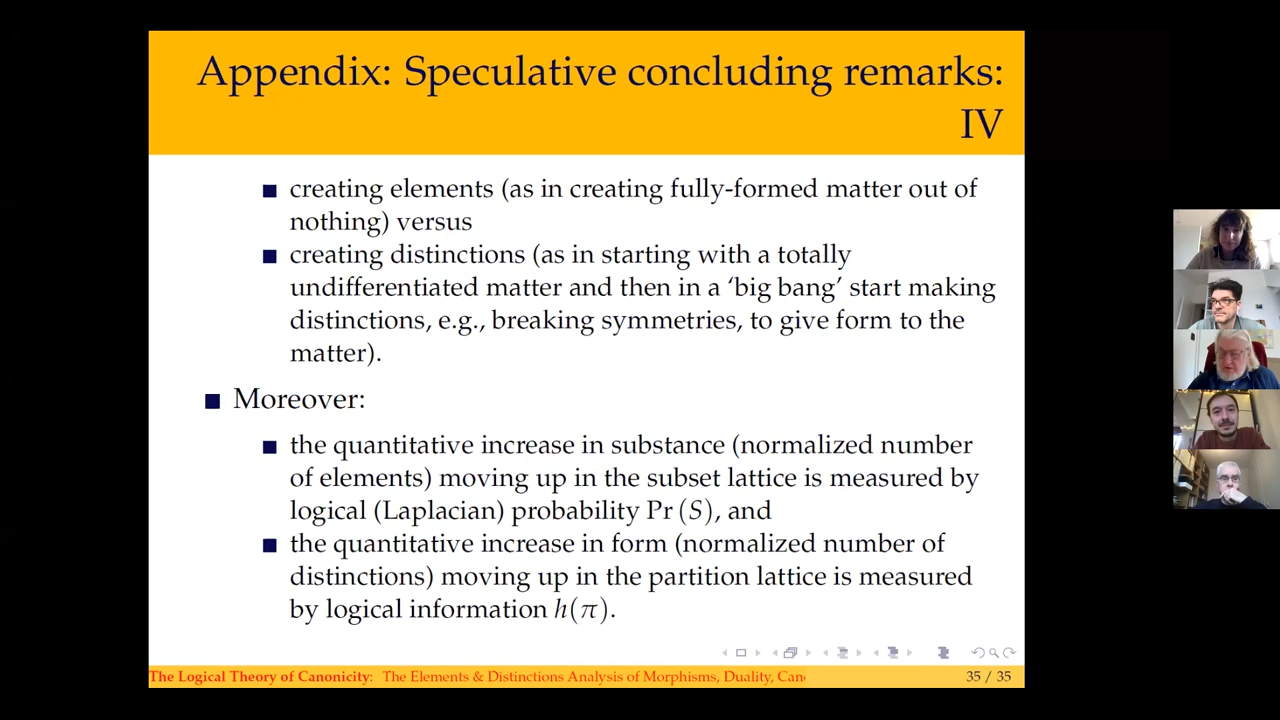 Appendix: Speculative concluding remarks:
IV
creating elements (as in creating fully-formed matter out of
nothing) versus
creating distinctions (as in starting with a totally
undifferentiated matter and then in a ‘big bang’ start making
distinctions, e.g., breaking symmetries, to give form to the
matter).
Moreover:
the quantitative increase in substance (normalized number
of elements) moving up in the subset lattice is measured by
logical (Laplacian) probability Pr (S), and
the quantitative increase in form (normalized number of
distinctions) moving up in the partition lattice is measured
by logical information h(π).
The Logical Theory of Canonicity: The Elements & Distinctions Analysis of Morphisms, Duality, Can
35 / 35